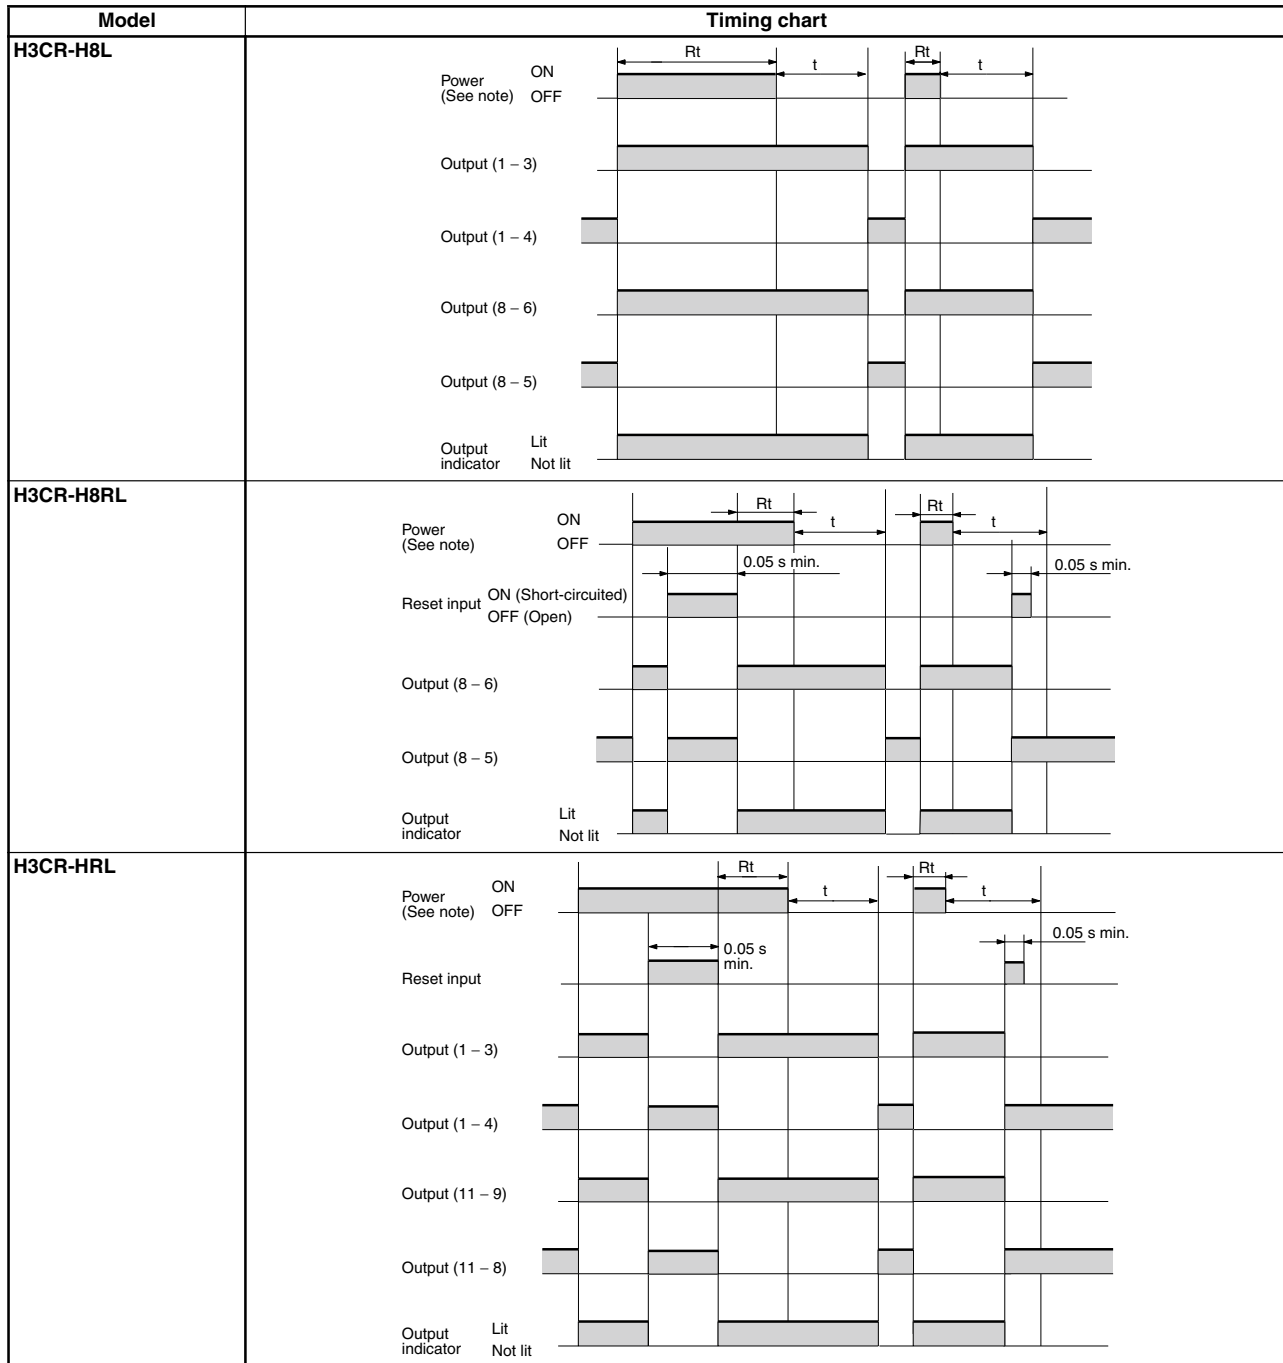 Model Timing chart
H3CR-H8L
Rt t Rt t
Power (See note) ON OFF
Output (1 – 3)
Output (1 – 4)
Output (8 – 6)
Output (8 – 5)
Output indicator Lit Not lit
H3CR-H8RL
Rt t Rt t
Power (See note) ON OFF
0.05 s min. 0.05 s min.
Reset input ON (Short-circuited) OFF (Open)
Output (8 – 6)
Output (8 – 5)
Output indicator Lit Not lit
H3CR-HRL
Rt t Rt t
Power (See note) ON OFF
0.05 s min. 0.05 s min.
Reset input
Output (1 – 3)
Output (1 – 4)
Output (11 – 9)
Output (11 – 8)
Output indicator Lit Not lit